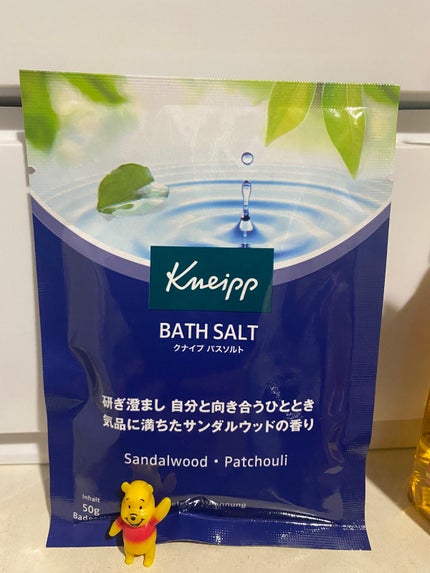 Kneipp
BATH SALT
クナイプ バスソルト
研ぎ澄まし 自分と向き合うひととき
気品に満ちたサンダルウッドの香り
Sandalwood・Patchouli
Inhalt
50g